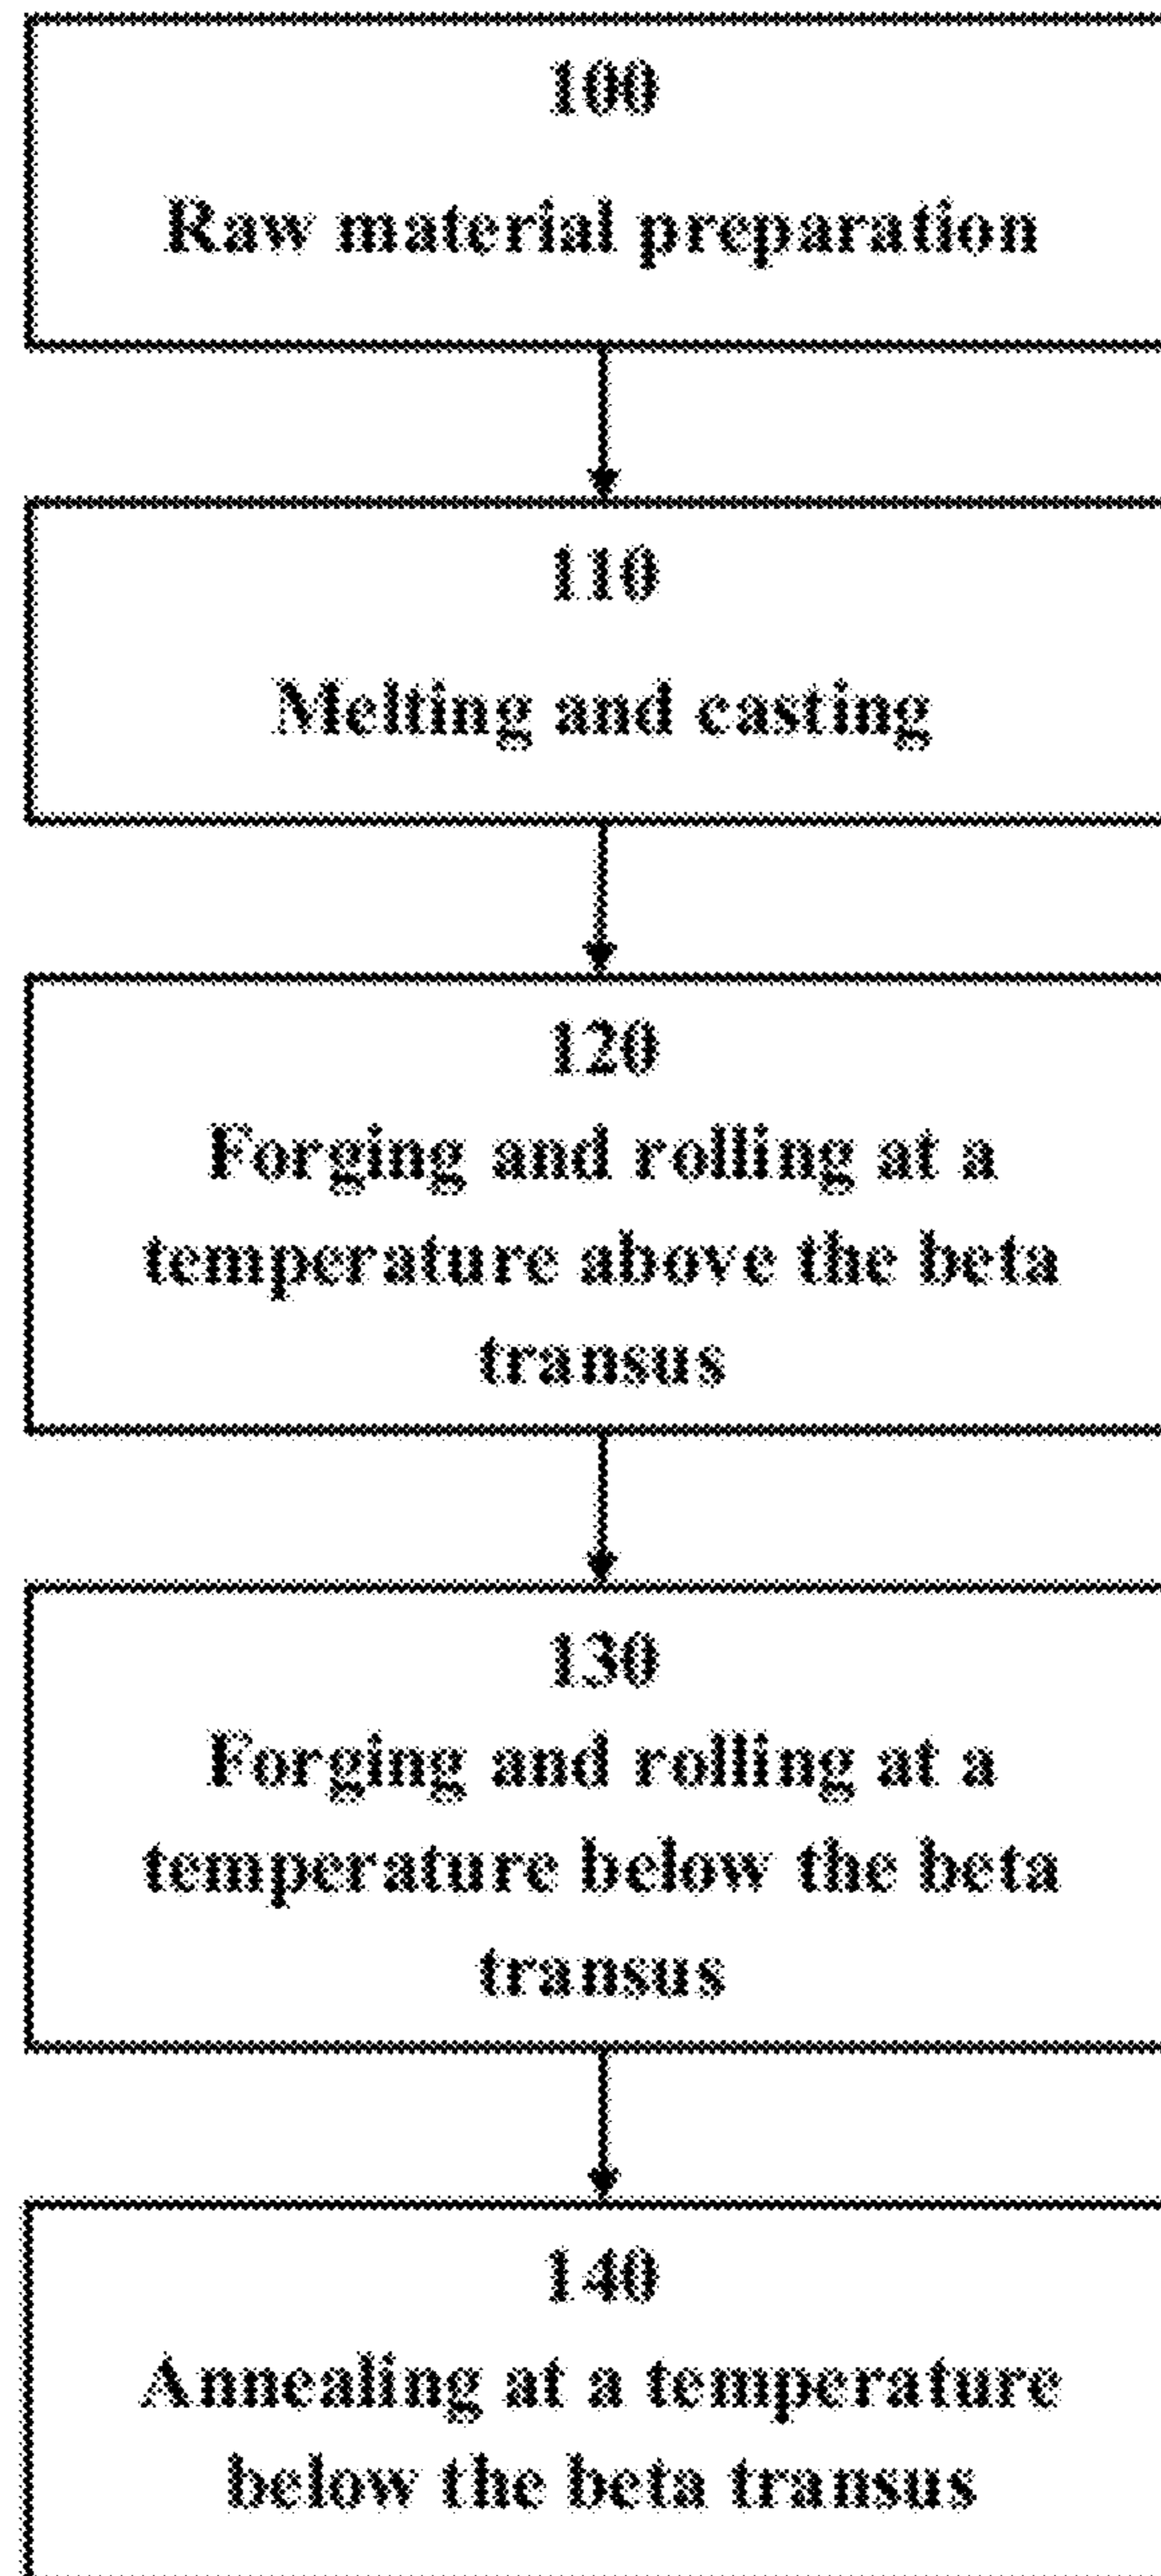 100
Raw material preparation
110
Melting and casting
120
Forging and rolling at a
temperature above the beta
transus
130
Forging and rolling at a
temperature below the beta
transus
140
Annealing at a temperature
below the beta transus